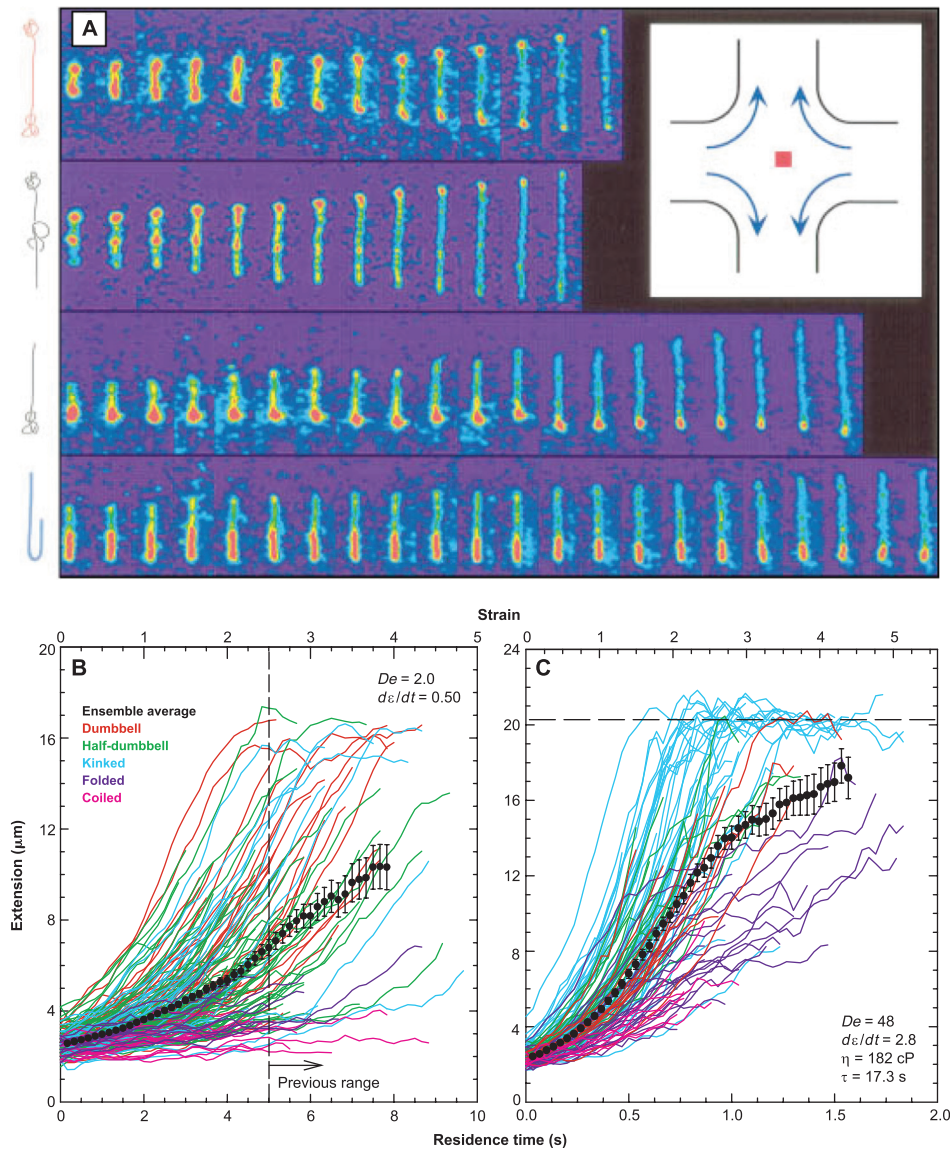 A
Strain
0 1 2 3 4 5
0 1 2 3 4 5
20
16
12
8
4
0
B
De = 2.0
dε/dt = 0.50
Ensemble average
Dumbbell
Half-dumbbell
Kinked
Folded
Coiled
Previous range
0 2 4 6 8 10
Extension (μm)
24
20
16
12
8
4
0
C
De = 48
dε/dt = 2.8
η = 182 cP
τ = 17.3 s
0.0 0.5 1.0 1.5 2.0
Residence time (s)